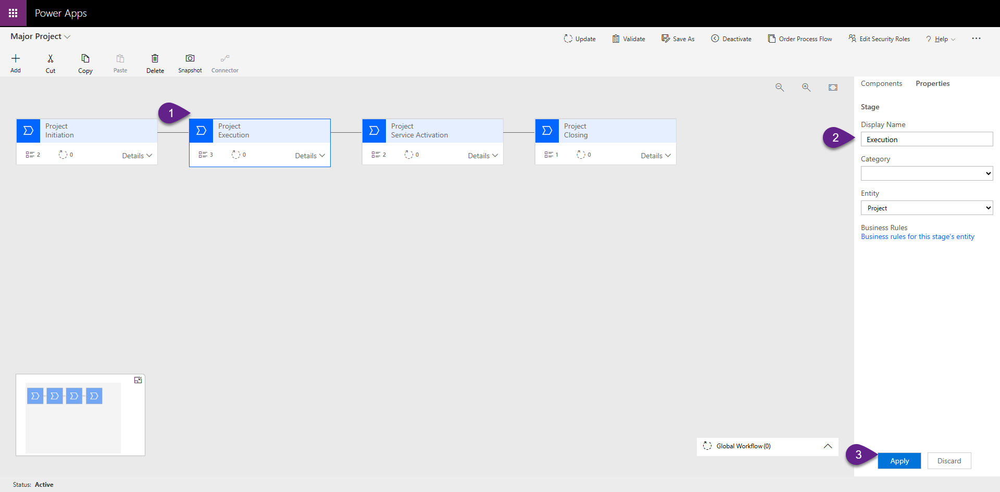 Power Apps
Major Project
Update
Validate
Save As
Deactivate
Order Process Flow
Edit Security Roles
? Help
...
Add
Cut
Copy
Paste
Delete
Snapshot
Connector
Components
Properties
1
Project
Initiation
2
0
Details
Project
Execution
3
0
Details
Project
Service Activation
2
0
Details
Project
Closing
1
0
Details
Stage
Display Name
2
Execution
Category
Entity
Project
Business Rules
Business rules for this stage's entity
Global Workflow (0)
3
Apply
Discard
Status: Active